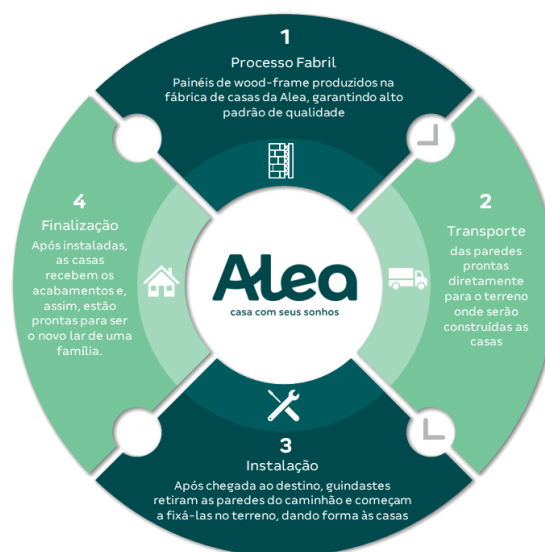 1
Processo Fabril
Painéis de wood-frame produzidos na
fábrica de casas da Alea, garantindo alto
padrão de qualidade
2
Transporte
das paredes
prontas
diretamente
para o terreno
onde serão
construídas as
casas
3
Instalação
Após chegada ao destino, guindastes
retiram as paredes do caminhão e começam
a fixá-las no terreno, dando forma às casas
4
Finalização
Após instaladas,
as casas
recebem os
acabamentos e,
assim, estão
prontas para ser
o novo lar de uma
família.
Alea
casa com seus sonhos